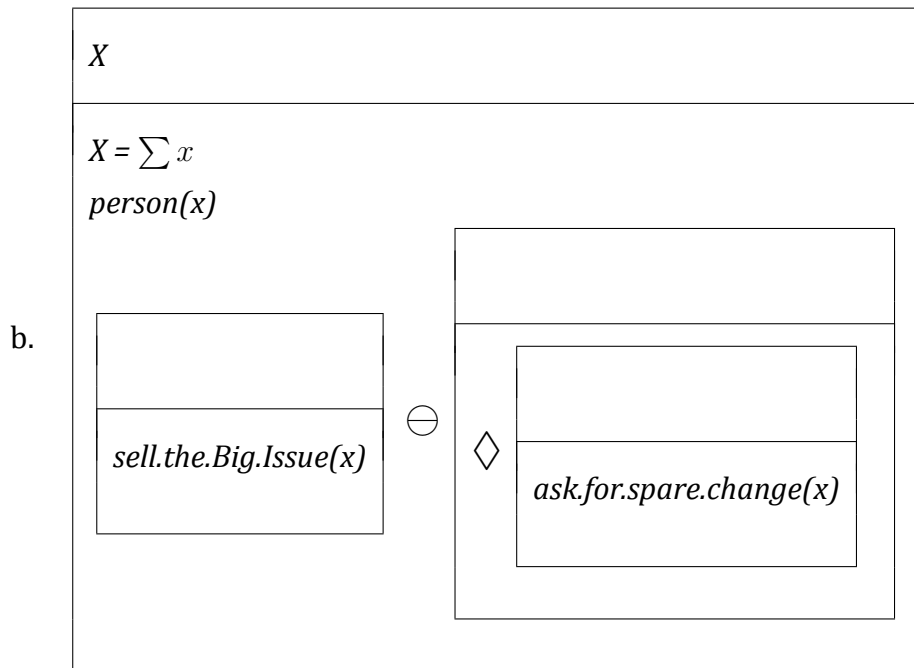 X
X = ∑ x
person(x)
b.
sell.the.Big.Issue(x)
⊖
◇
ask.for.spare.change(x)